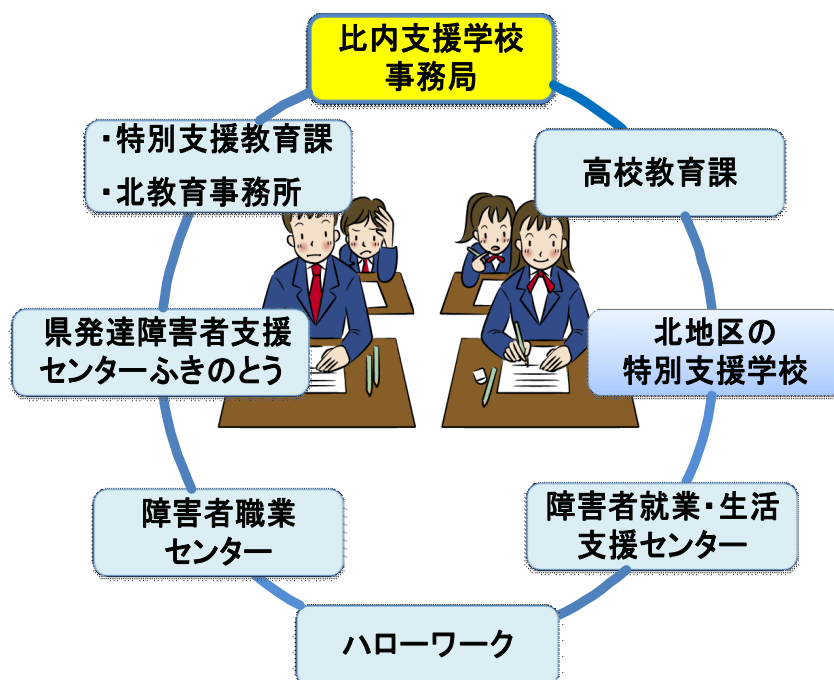 比内支援学校
事務局
・特別支援教育課
・北教育事務所
高校教育課
県発達障害者支援
センターふきのとう
北地区の
特別支援学校
障害者職業
センター
障害者就業・生活
支援センター
ハローワーク